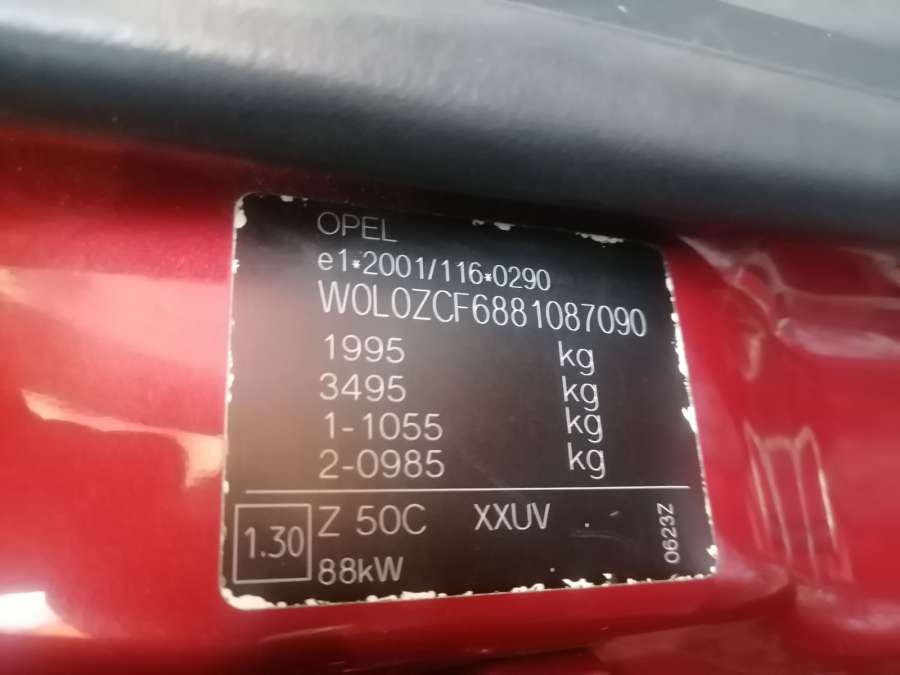 OPEL
e1*2001/116*0290
W0L0ZCF6881087090
1995 kg
3495 kg
1-1055 kg
2-0985 kg
1.30 Z 50C XXUV
88kW
0623Z